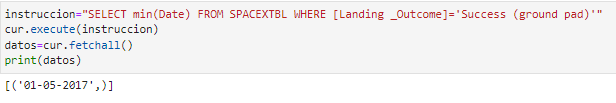 instruccion="SELECT min(Date) FROM SPACEXTBL WHERE [Landing _Outcome]='Success (ground pad)'"
cur.execute(instruccion)
datos=cur.fetchall()
print(datos)
[('01-05-2017',)]